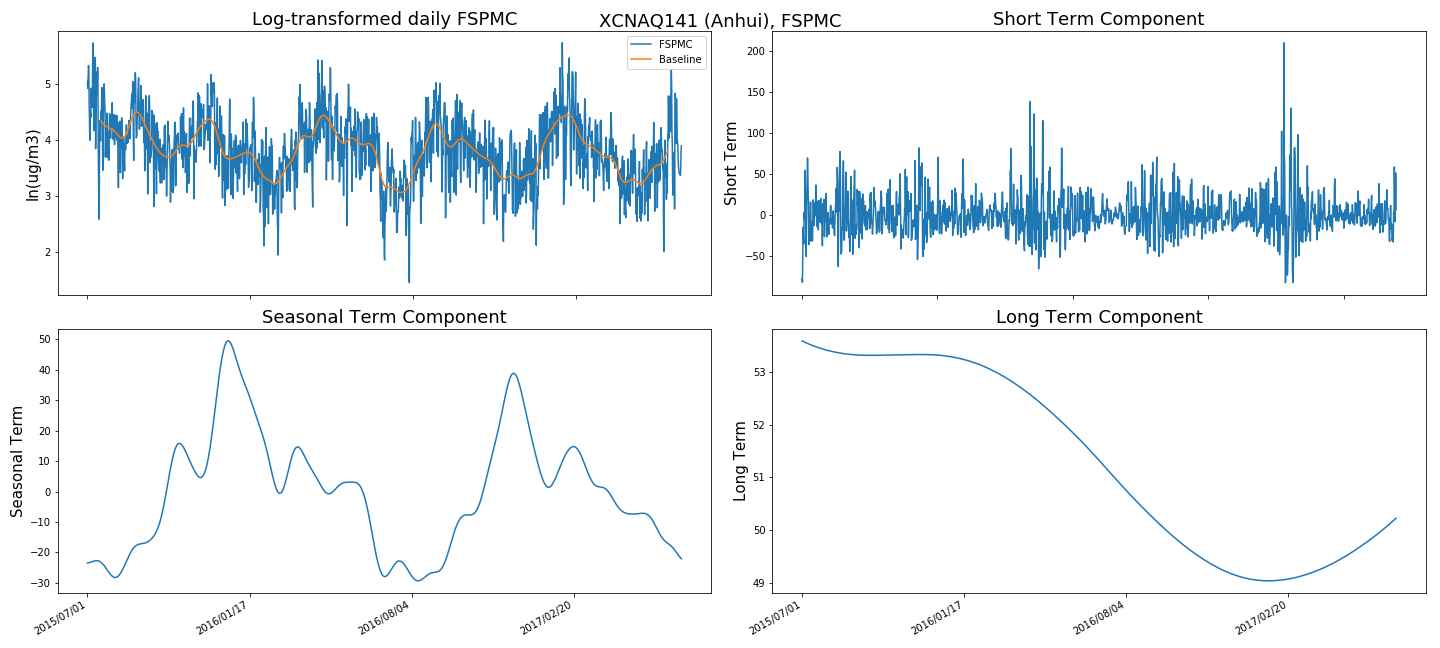 XCNAQ141 (Anhui), FSPMC
Log-transformed daily FSPMC
ln(ug/m3)
5
4
3
2
FSPMC
Baseline
Short Term Component
Short Term
200
150
100
50
0
−50
Seasonal Term Component
Seasonal Term
50
40
30
20
10
0
−10
−20
−30
2015/07/01
2016/01/17
2016/08/04
2017/02/20
Long Term Component
Long Term
53
52
51
50
49
2015/07/01
2016/01/17
2016/08/04
2017/02/20